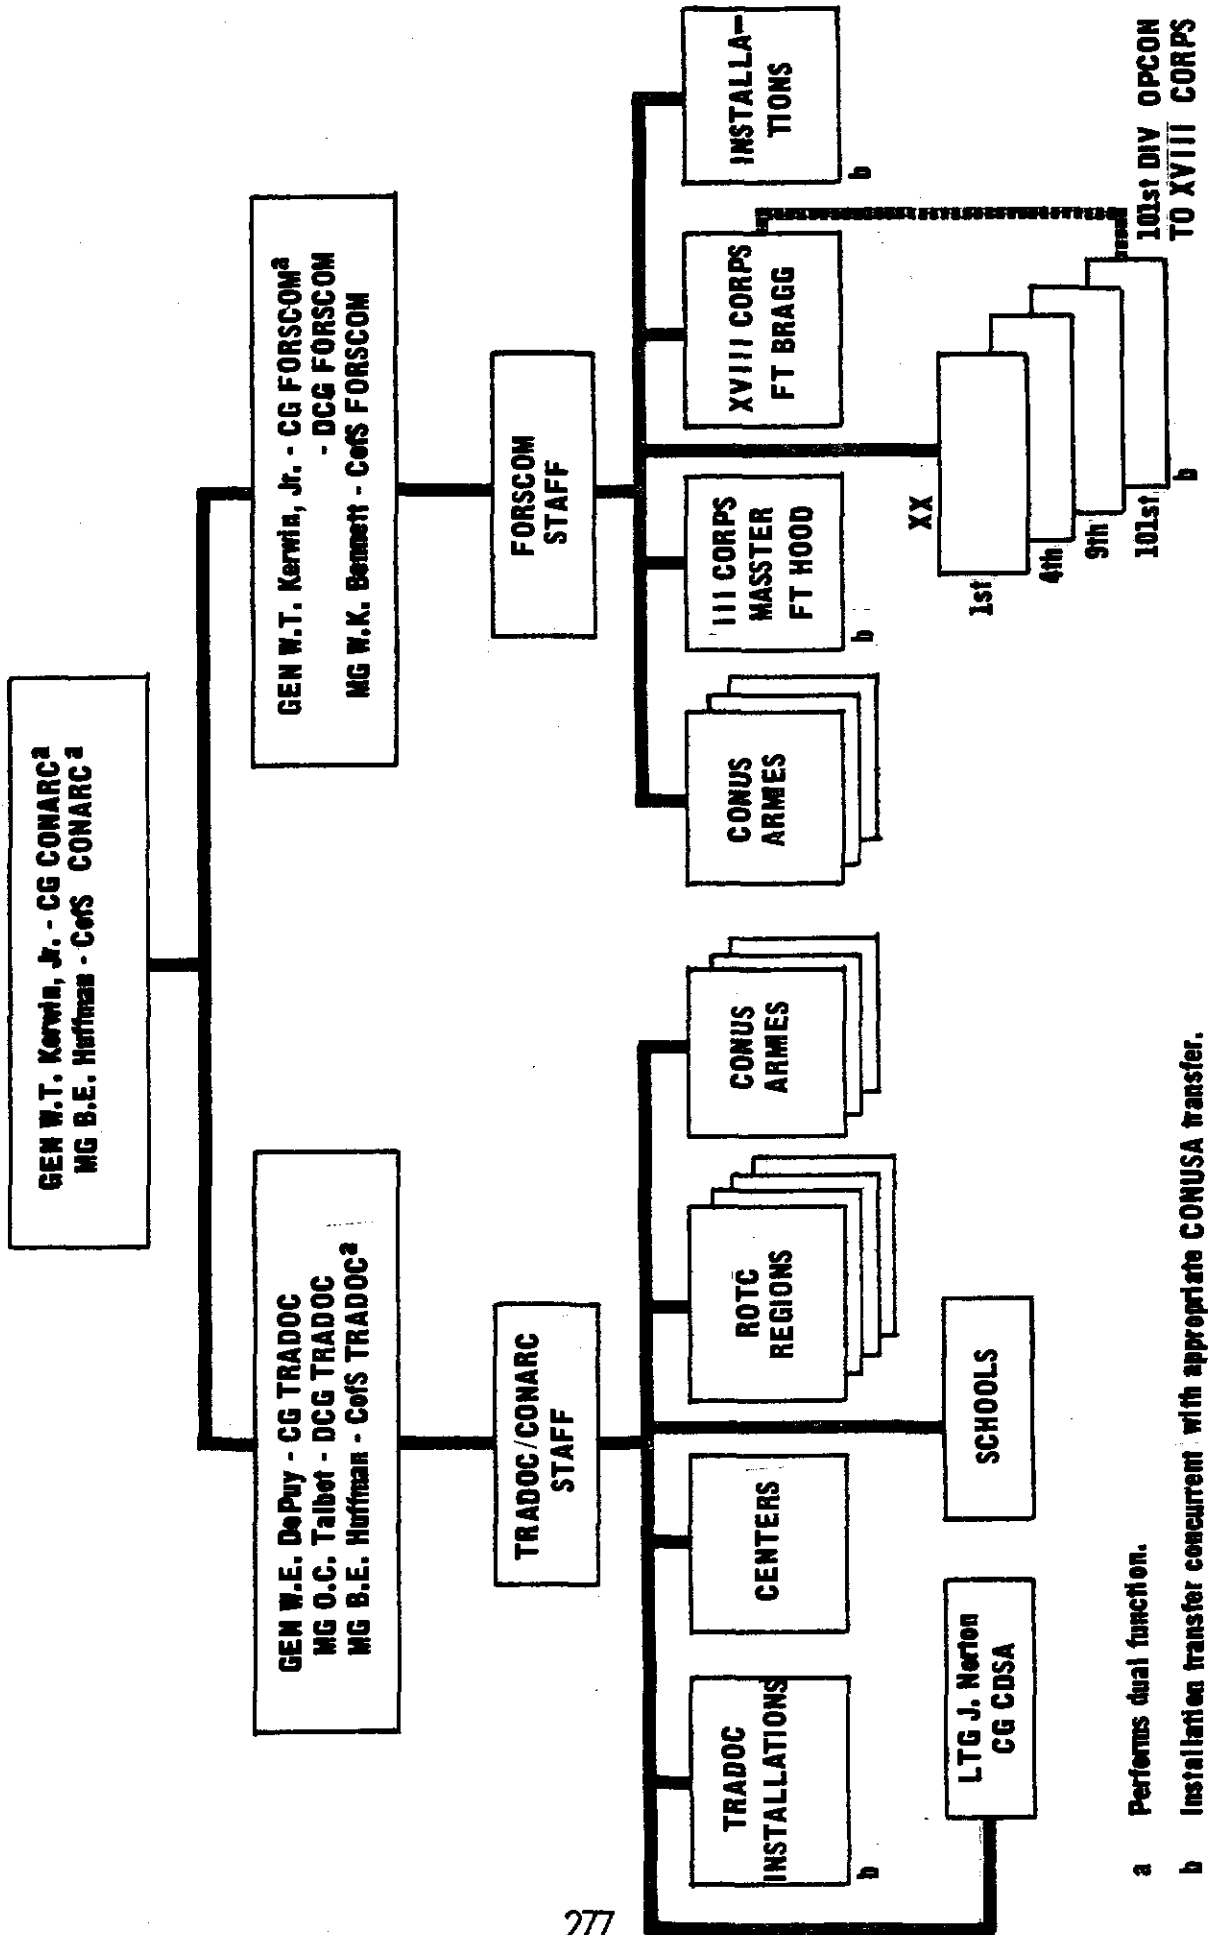 GEN W.T. Kerwin, Jr. - CG CONARCᵃ
MG B.E. Huffman - CofS CONARCᵃ
GEN W.E. DePuy - CG TRADOC
MG O.C. Talbot - DCG TRADOC
MG B.E. Huffman - CofS TRADOCᵃ
GEN W.T. Kerwin, Jr. - CG FORSCOMᵃ
- DCG FORSCOM
MG W.K. Bennett - CofS FORSCOM
TRADOC/CONARC
STAFF
FORSCOM
STAFF
TRADOC
INSTALLATIONS
b
CENTERS
ROTC
REGIONS
CONUS
ARMIES
CONUS
ARMIES
III CORPS
MASSTER
FT HOOD
b
XVIII CORPS
FT BRAGG
INSTALLA-
TIONS
b
LTG J. Norton
CG CDSA
SCHOOLS
XX
1st
4th
9th
101st
b
101st DIV OPCON
TO XVIII CORPS
a Performs dual function.
b Installation transfer concurrent with appropriate CONUSA transfer.
277